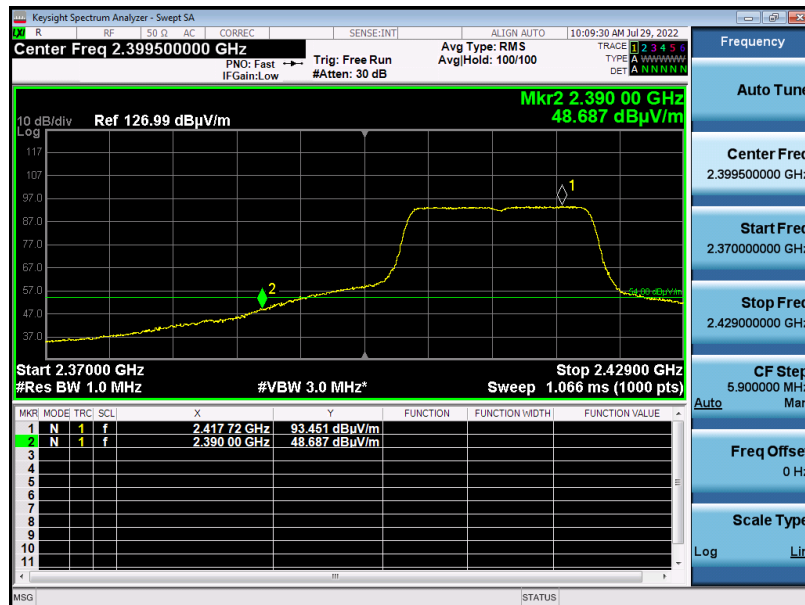 Keysight Spectrum Analyzer - Swept SA
LXI R RF 50 Ω AC CORREC SENSE:INT ALIGN AUTO 10:09:30 AM Jul 29, 2022
Center Freq 2.399500000 GHz
PNO: Fast
IFGain:Low
Trig: Free Run
#Atten: 30 dB
Avg Type: RMS
Avg|Hold: 100/100
TRACE 1 2 3 4 5 6
TYPE A WWWWW
DET A N N N N N
Mkr2 2.390 00 GHz
48.687 dBµV/m
10 dB/div Ref 126.99 dBµV/m
Log
117
107
97.0
87.0
77.0
67.0
57.0
47.0
37.0
1
2
54.00 dBµV/m
Start 2.37000 GHz Stop 2.42900 GHz
#Res BW 1.0 MHz #VBW 3.0 MHz* Sweep 1.066 ms (1000 pts)
MKR MODE TRC SCL X Y FUNCTION FUNCTION WIDTH FUNCTION VALUE
1 N 1 f 2.417 72 GHz 93.451 dBµV/m
2 N 1 f 2.390 00 GHz 48.687 dBµV/m
3
4
5
6
7
8
9
10
11
MSG STATUS
Frequency
Auto Tune
Center Freq
2.399500000 GHz
Start Freq
2.370000000 GHz
Stop Freq
2.429000000 GHz
CF Step
5.900000 MHz
Auto Man
Freq Offset
0 Hz
Scale Type
Log Lin